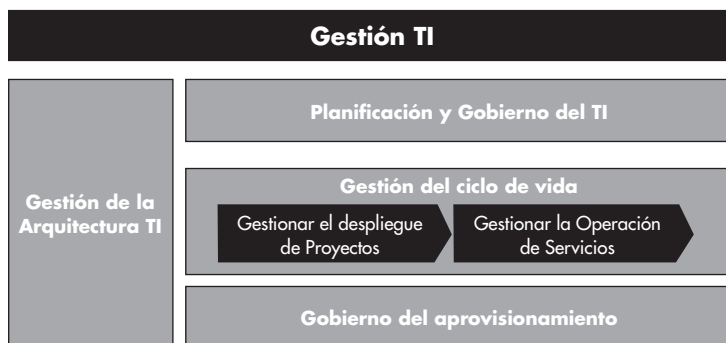 Gestión TI
Planificación y Gobierno del TI
Gestión de la
Arquitectura TI
Gestión del ciclo de vida
Gestionar el despliegue
de Proyectos
Gestionar la Operación
de Servicios
Gobierno del aprovisionamiento